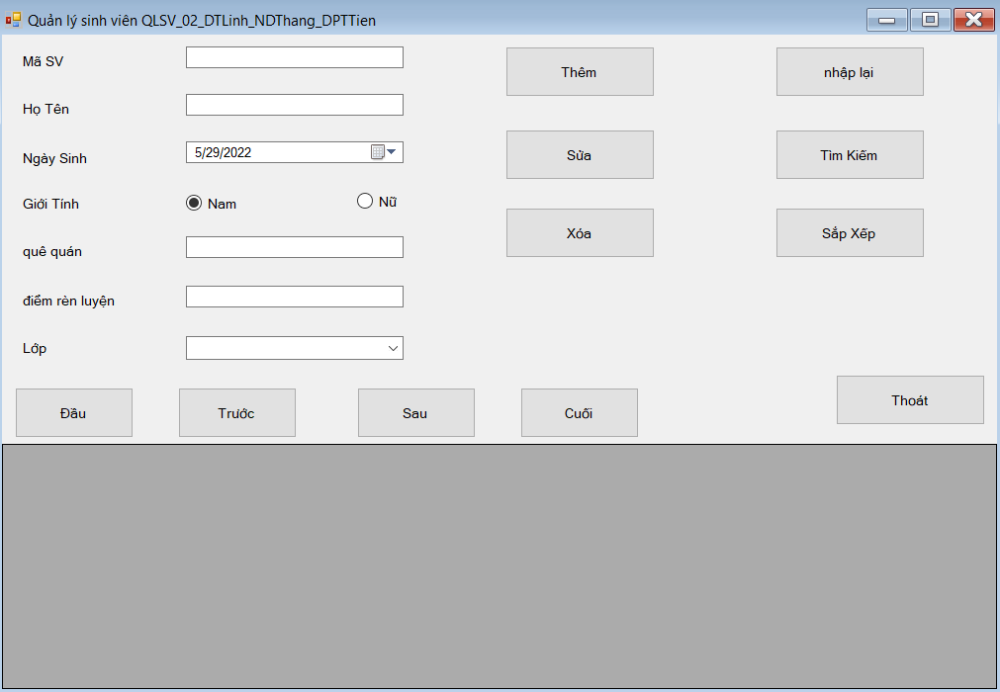 Quản lý sinh viên QLSV_02_DTLinh_NDThang_DPTTien
Mã SV
Thêm
nhập lại
Họ Tên
Ngày Sinh
5/29/2022
Sửa
Tìm Kiếm
Giới Tính
Nam
Nữ
Xóa
Sắp Xếp
quê quán
điểm rèn luyện
Lớp
Đầu
Trước
Sau
Cuối
Thoát